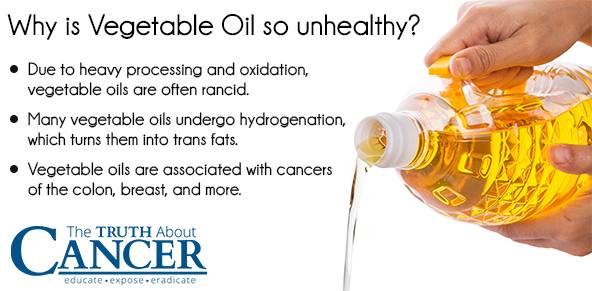 Why is Vegetable Oil so unhealthy?
• Due to heavy processing and oxidation,
vegetable oils are often rancid.
• Many vegetable oils undergo hydrogenation,
which turns them into trans fats.
• Vegetable oils are associated with cancers
of the colon, breast, and more.
The TRUTH About
CANCER
educate • expose • eradicate